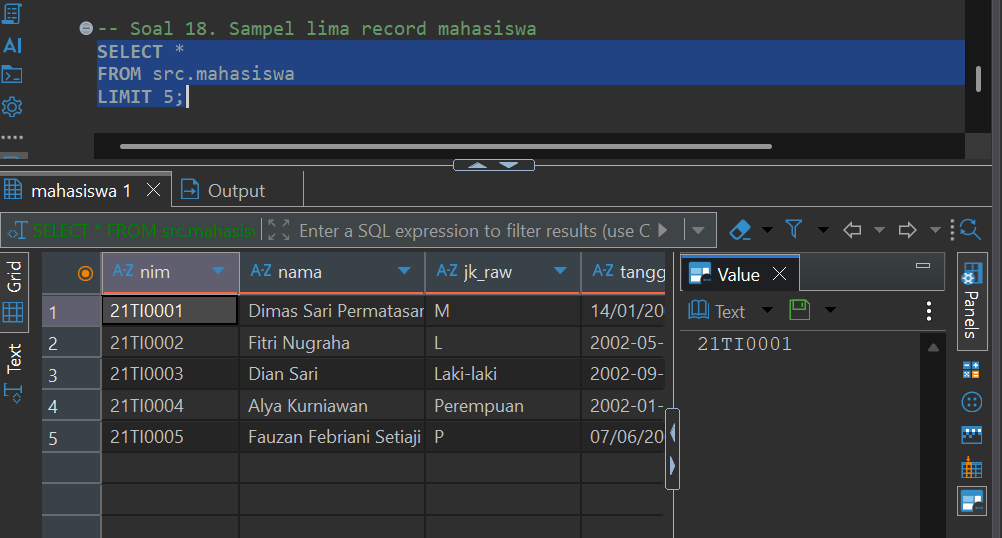 AI
-- Soal 18. Sampel lima record mahasiswa
SELECT *
FROM src.mahasiswa
LIMIT 5;
mahasiswa 1
Output
SELECT * FROM src.mahasis
Enter a SQL expression to filter results (use C
Grid
Text
A-Z nim
A-Z nama
A-Z jk_raw
A-Z tangg
1 21TI0001 Dimas Sari Permatasar M 14/01/20
2 21TI0002 Fitri Nugraha L 2002-05-
3 21TI0003 Dian Sari Laki-laki 2002-09-
4 21TI0004 Alya Kurniawan Perempuan 2002-01-
5 21TI0005 Fauzan Febriani Setiaji P 07/06/20
Value
Text
21TI0001
Panels